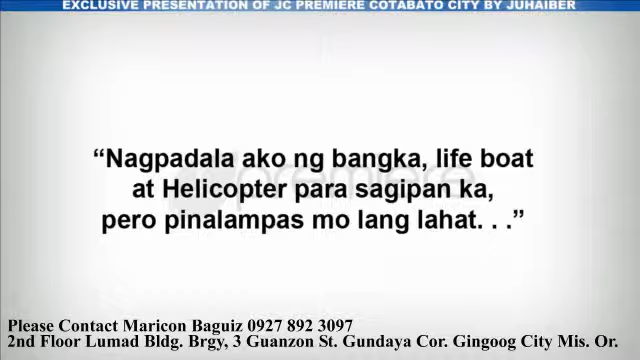 EXCLUSIVE PRESENTATION OF JC PREMIERE COTABATO CITY BY JUHAIBER
“Nagpadala ako ng bangka, life boat
at Helicopter para sagipan ka,
pero pinalampas mo lang lahat. . .”
premiere
Please Contact Maricon Baguiz 0927 892 3097
2nd Floor Lumad Bldg. Brgy, 3 Guanzon St. Gundaya Cor. Gingoog City Mis. Or.